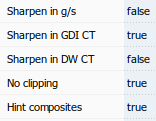 Sharpen in g/s false
Sharpen in GDI CT true
Sharpen in DW CT false
No clipping true
Hint composites true